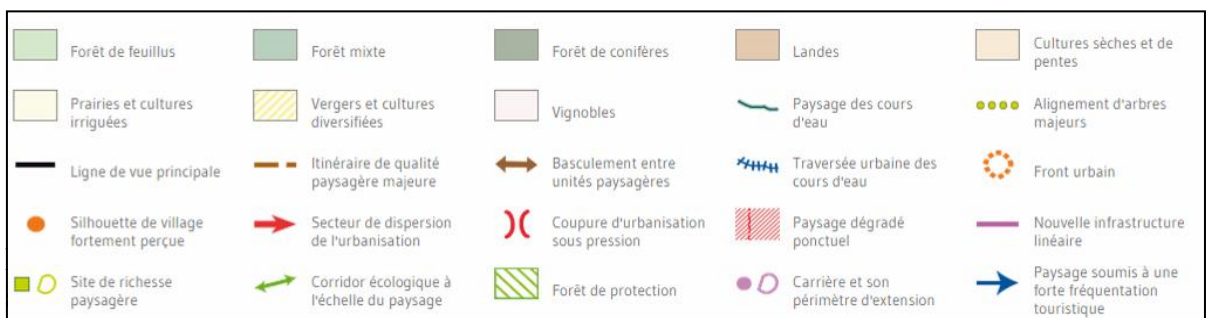 Forêt de feuillus
Forêt mixte
Forêt de conifères
Landes
Cultures sèches et de
pentes
Prairies et cultures
irriguées
Vergers et cultures
diversifiées
Vignobles
Paysage des cours
d'eau
Alignement d'arbres
majeurs
Ligne de vue principale
Itinéraire de qualité
paysagère majeure
Basculement entre
unités paysagères
Traversée urbaine des
cours d'eau
Front urbain
Silhouette de village
fortement perçue
Secteur de dispersion
de l'urbanisation
Coupure d'urbanisation
sous pression
Paysage dégradé
ponctuel
Nouvelle infrastructure
linéaire
Site de richesse
paysagère
Corridor écologique à
l'échelle du paysage
Forêt de protection
Carrière et son
périmètre d'extension
Paysage soumis à une
forte fréquentation
touristique